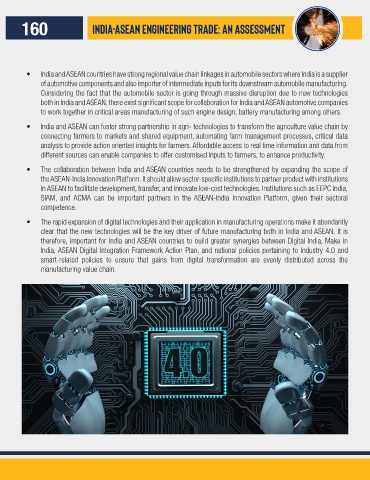 160
INDIA-ASEAN ENGINEERING TRADE: AN ASSESSMENT
• India and ASEAN countries have strong regional value chain linkages in automobile sectors where India is a supplier
of automotive components and also importer of intermediate inputs for its downstream automobile manufacturing.
Considering the fact that the automobile sector is going through massive disruption due to new technologies
both in India and ASEAN, there exist significant scope for collaboration for India and ASEAN automotive companies
to work together in critical areas manufacturing of such engine design, battery manufacturing among others.
• India and ASEAN can foster strong partnership in agri- technologies to transform the agriculture value chain by
connecting farmers to markets and shared equipment, automating farm management processes, critical data
analysis to provide action oriented insights for farmers. Affordable access to real time information and data from
different sources can enable companies to offer customised inputs to farmers, to enhance productivity.
• The collaboration between India and ASEAN countries needs to be strengthened by expanding the scope of
the ASEAN-India Innovation Platform. It should allow sector-specific institutions to partner product with institutions
in ASEAN to facilitate development, transfer, and innovate low-cost technologies. Institutions such as EEPC India,
SIAM, and ACMA can be important partners in the ASEAN-India Innovation Platform, given their sectoral
competence.
• The rapid expansion of digital technologies and their application in manufacturing operations make it abundantly
clear that the new technologies will be the key driver of future manufacturing both in India and ASEAN. It is
therefore, important for India and ASEAN countries to build greater synergies between Digital India, Make in
India, ASEAN Digital Integration Framework Action Plan, and national policies pertaining to Industry 4.0 and
smart-related policies to ensure that gains from digital transformation are evenly distributed across the
manufacturing value chain.
4.0